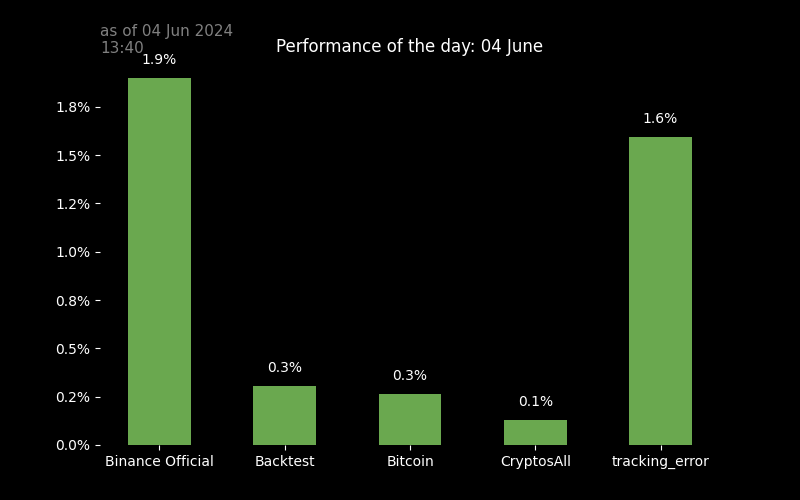 as of 04 Jun 2024
13:40
Performance of the day: 04 June
1.9%
1.6%
0.3%
0.3%
0.1%
1.8%
1.5%
1.2%
1.0%
0.8%
0.5%
0.2%
0.0%
Binance Official
Backtest
Bitcoin
CryptosAll
tracking_error